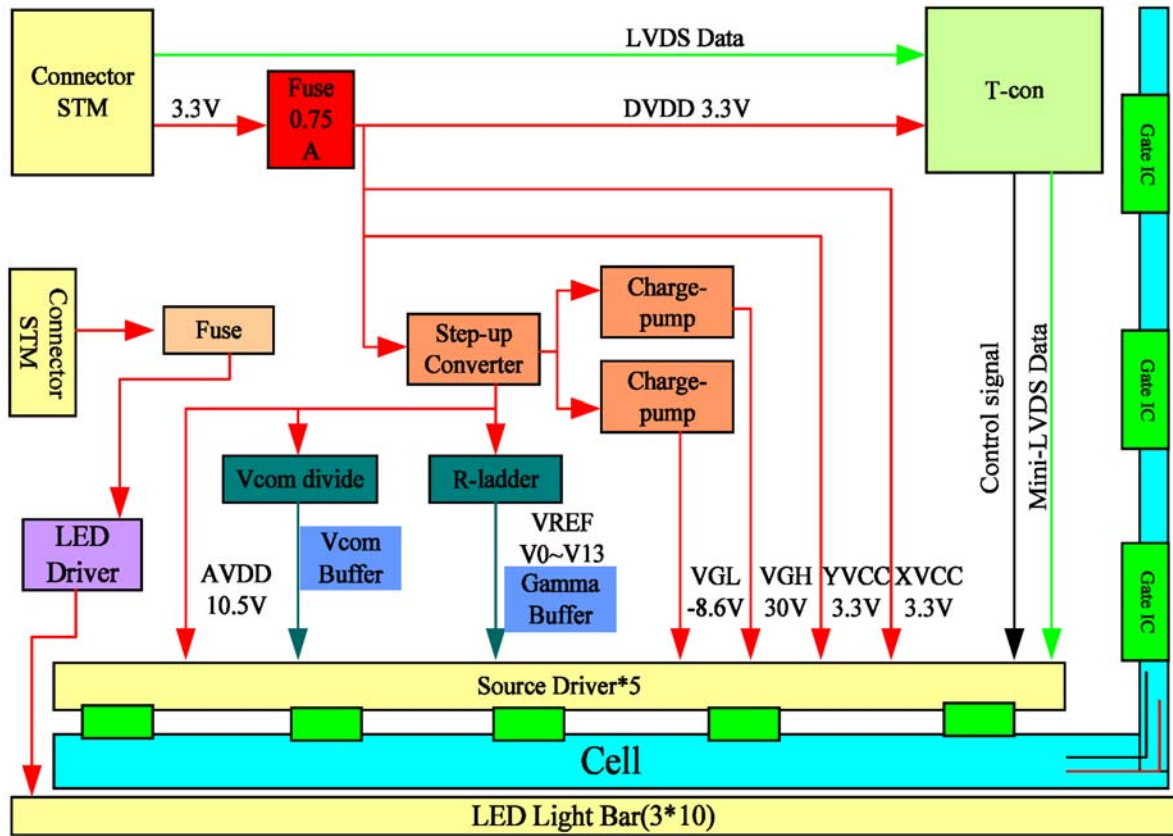 LVDS Data
Connector
STM
3.3V
Fuse
0.75
A
DVDD 3.3V
T-con
Gate IC
Connector
STM
Fuse
Step-up
Converter
Charge-
pump
Charge-
pump
Control signal
Mini-LVDS Data
Gate IC
Vcom divide
R-ladder
LED
Driver
AVDD
10.5V
Vcom
Buffer
VREF
V0~V13
Gamma
Buffer
VGL
-8.6V
VGH
30V
YVCC
3.3V
XVCC
3.3V
Gate IC
Source Driver*5
Cell
LED Light Bar(3*10)